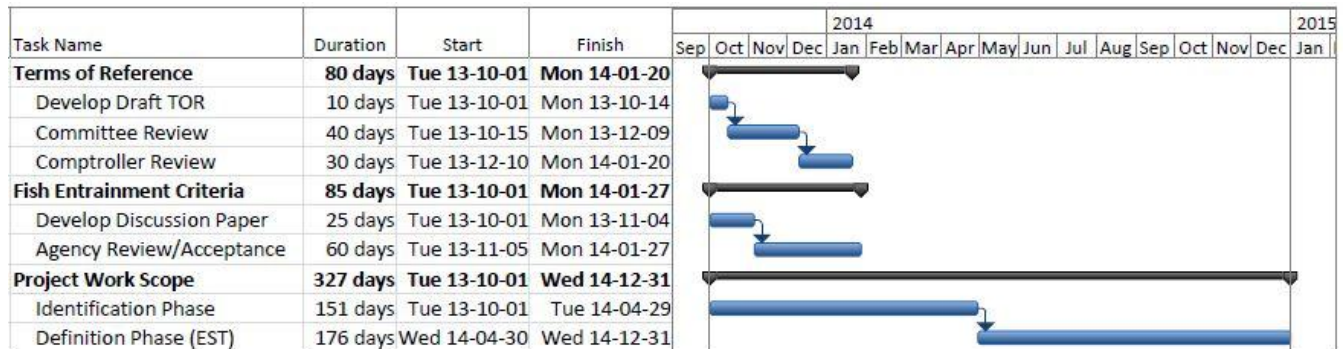 2014 2015
Task Name Duration Start Finish Sep Oct Nov Dec Jan Feb Mar Apr May Jun Jul Aug Sep Oct Nov Dec Jan
Terms of Reference 80 days Tue 13-10-01 Mon 14-01-20
Develop Draft TOR 10 days Tue 13-10-01 Mon 13-10-14
Committee Review 40 days Tue 13-10-15 Mon 13-12-09
Comptroller Review 30 days Tue 13-12-10 Mon 14-01-20
Fish Entrainment Criteria 85 days Tue 13-10-01 Mon 14-01-27
Develop Discussion Paper 25 days Tue 13-10-01 Mon 13-11-04
Agency Review/Acceptance 60 days Tue 13-11-05 Mon 14-01-27
Project Work Scope 327 days Tue 13-10-01 Wed 14-12-31
Identification Phase 151 days Tue 13-10-01 Tue 14-04-29
Definition Phase (EST) 176 days Wed 14-04-30 Wed 14-12-31